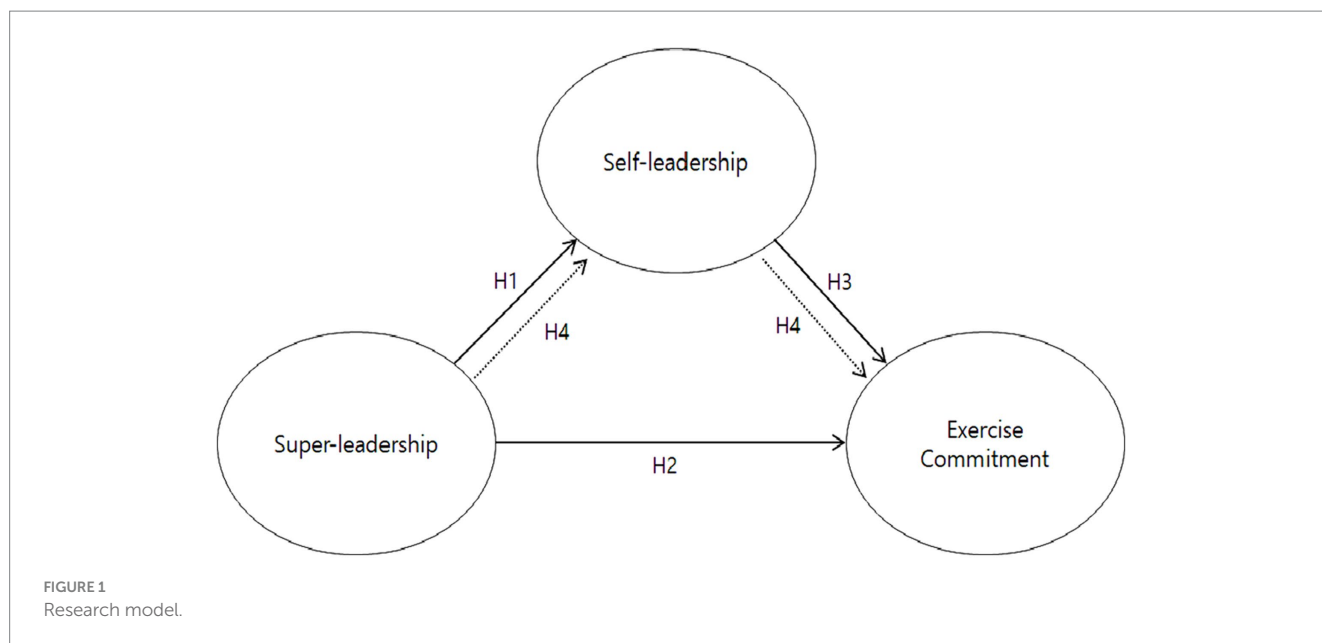 Self-leadership
H1
H3
H4
H4
Super-leadership
Exercise
Commitment
H2
FIGURE 1
Research model.